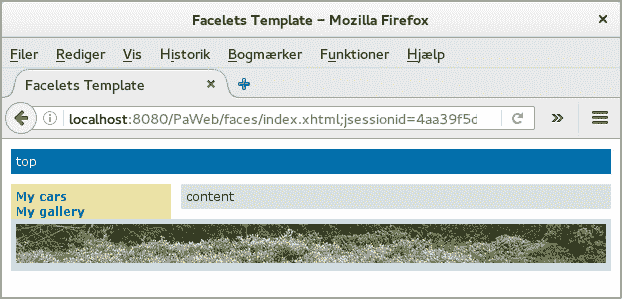 Facelets Template – Mozilla Firefox
Filer Rediger Vis Historik Bogmærker Funktioner Hjælp
Facelets Template
localhost:8080/PaWeb/faces/index.xhtml;jsessionid=4aa39f5d
top
My cars
My gallery
content